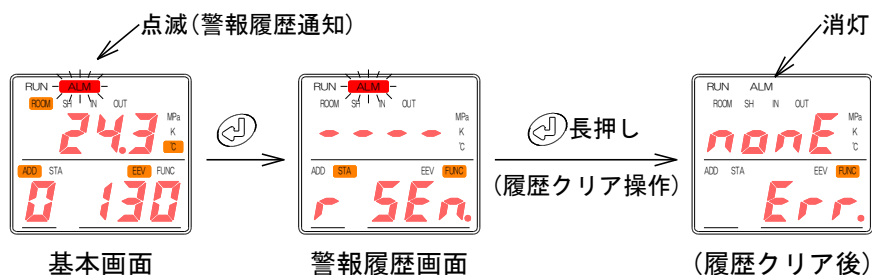 点滅(警報履歴通知)
消灯
RUN ALM
ROOM SH IN OUT
24.3
MPa
K
℃
ADD STA EEV FUNC
0 130
基本画面
RUN ALM
ROOM SH IN OUT
- - - -
MPa
K
℃
ADD STA EEV FUNC
r SEn.
警報履歴画面
長押し
(履歴クリア操作)
RUN ALM
ROOM SH IN OUT
nonE
MPa
K
℃
ADD STA EEV FUNC
Err.
(履歴クリア後)